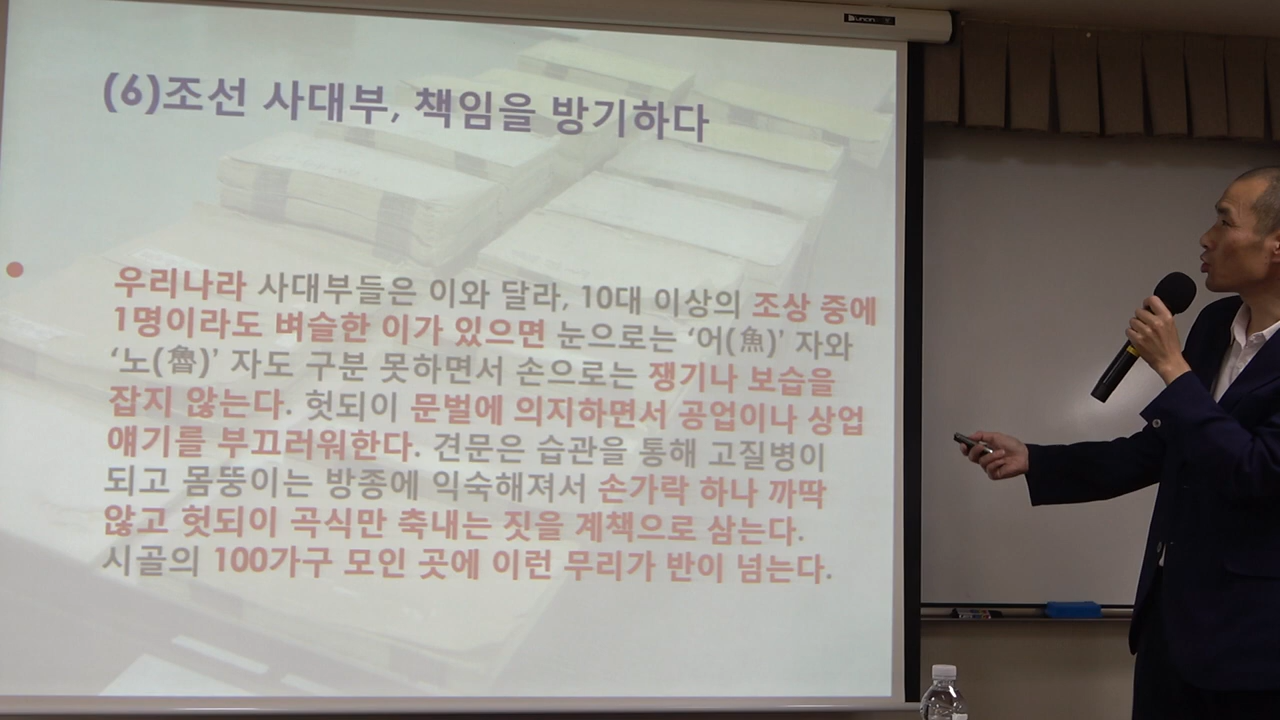 (6)조선 사대부, 책임을 방기하다
우리나라 사대부들은 이와 달라, 10대 이상의 조상 중에
1명이라도 벼슬한 이가 있으면 눈으로는 ‘어(魚)’ 자와
‘노(魯)’ 자도 구분 못하면서 손으로는 쟁기나 보습을
잡지 않는다. 헛되이 문벌에 의지하면서 공업이나 상업
얘기를 부끄러워한다. 견문은 습관을 통해 고질병이
되고 몸뚱이는 방종에 익숙해져서 손가락 하나 까딱
않고 헛되이 곡식만 축내는 짓을 계책으로 삼는다.
시골의 100가구 모인 곳에 이런 무리가 반이 넘는다.